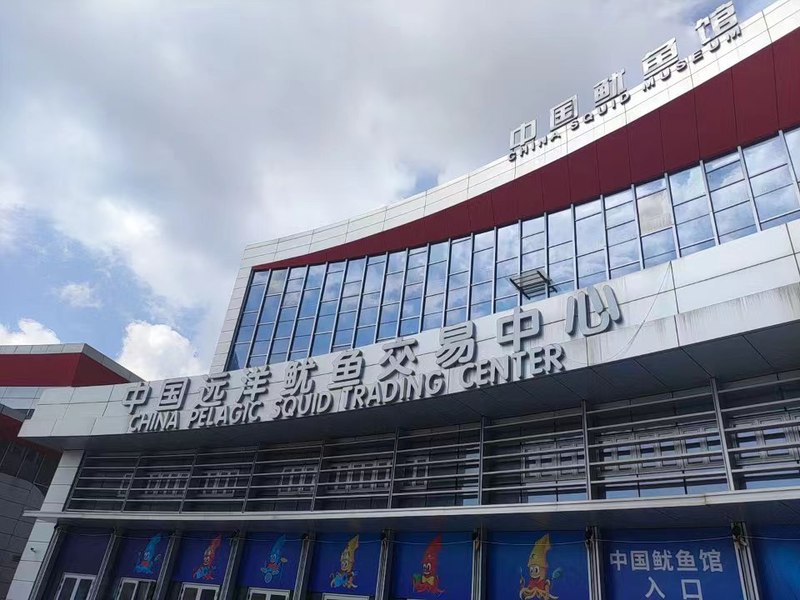 中国鱿鱼馆
CHINA SQUID MUSEUM
中国远洋鱿鱼交易中心
CHINA PELAGIC SQUID TRADING CENTER
中国鱿鱼馆
入口